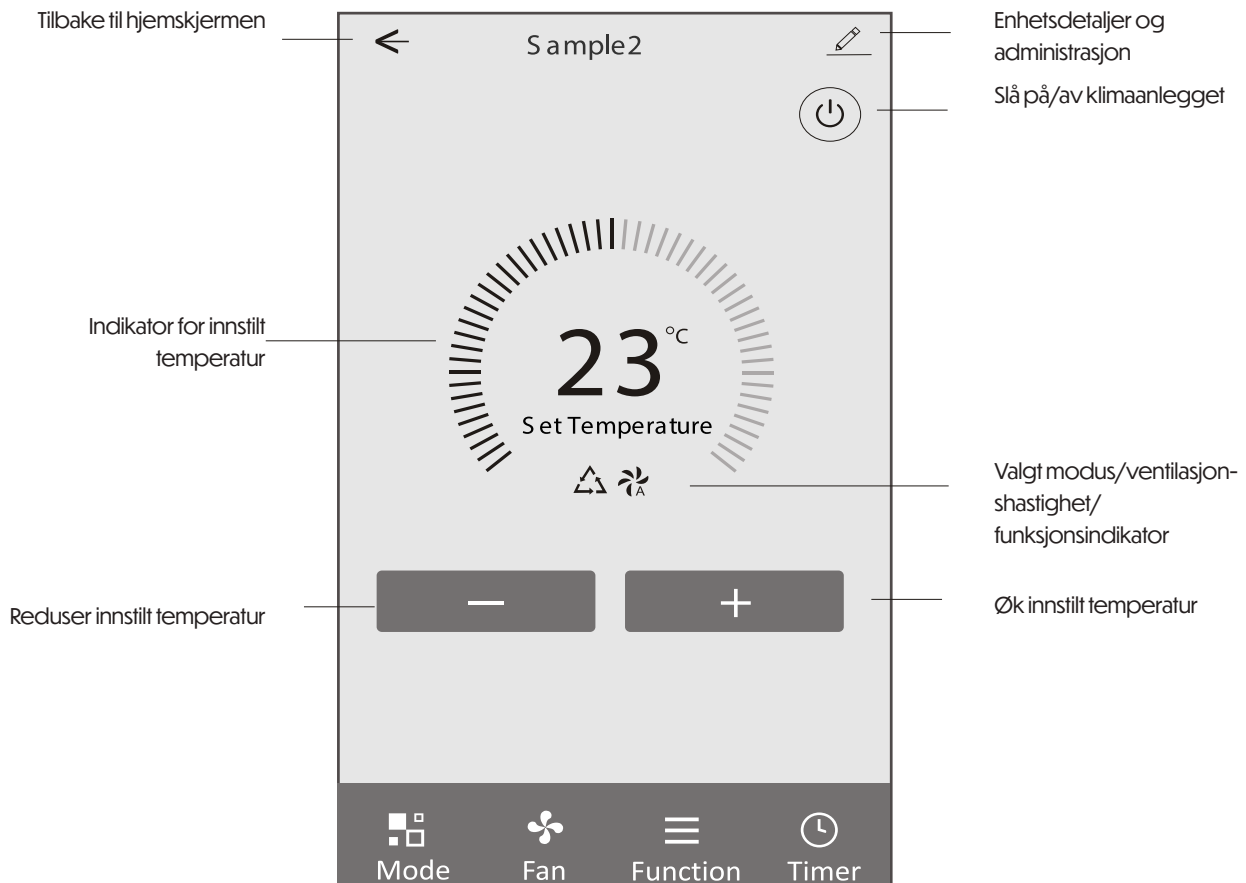 Tilbake til hjemskjermen
Sample2
Enhetsdetaljer og
administrasjon
Slå på/av klimaanlegget
Indikator for innstilt
temperatur
23°C
Set Temperature
A
Valgt modus/ventilasjon-
shastighet/
funksjonsindikator
Reduser innstilt temperatur
Øk innstilt temperatur
Mode Fan Function Timer